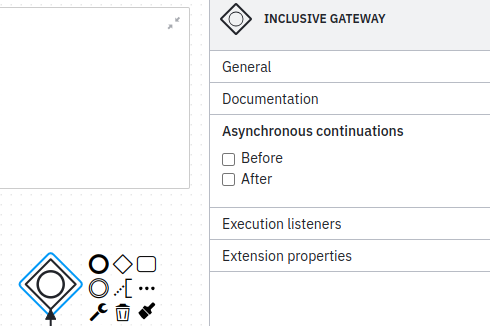 INCLUSIVE GATEWAY
General
Documentation
Asynchronous continuations
Before
After
Execution listeners
Extension properties